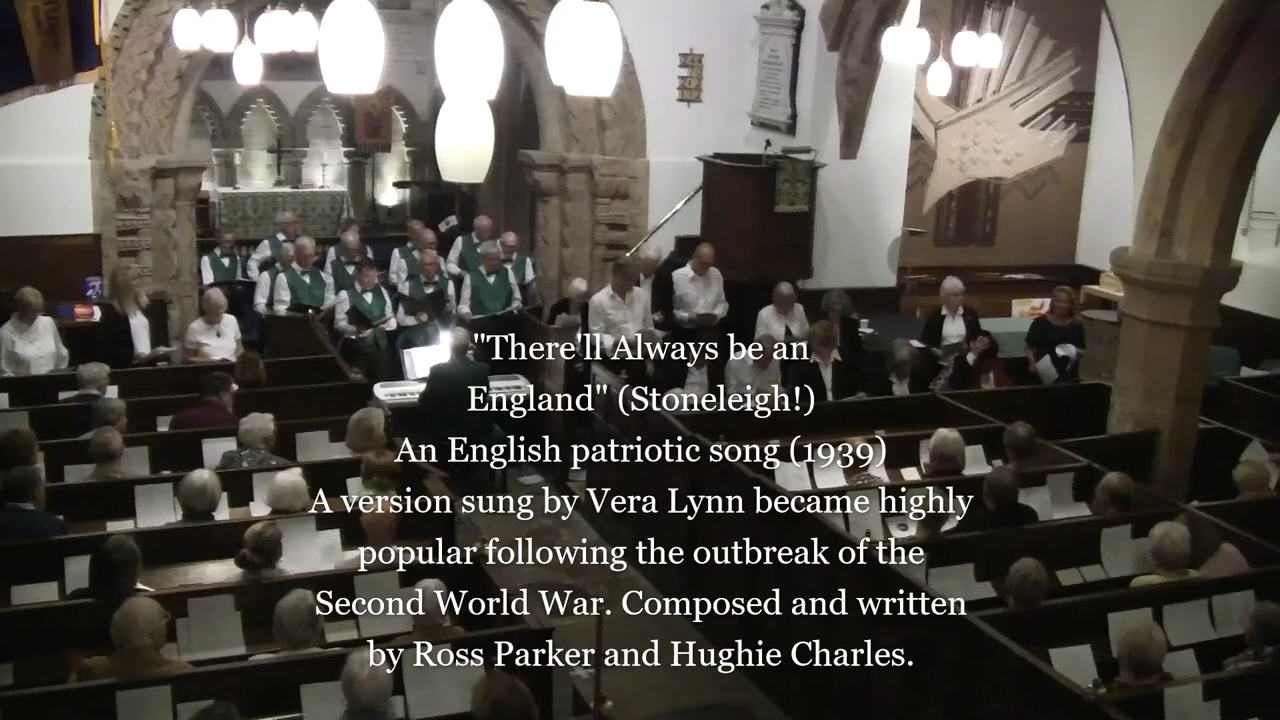 "There'll Always be an
England" (Stoneleigh!)
An English patriotic song (1939)
A version sung by Vera Lynn became highly
popular following the outbreak of the
Second World War. Composed and written
by Ross Parker and Hughie Charles.